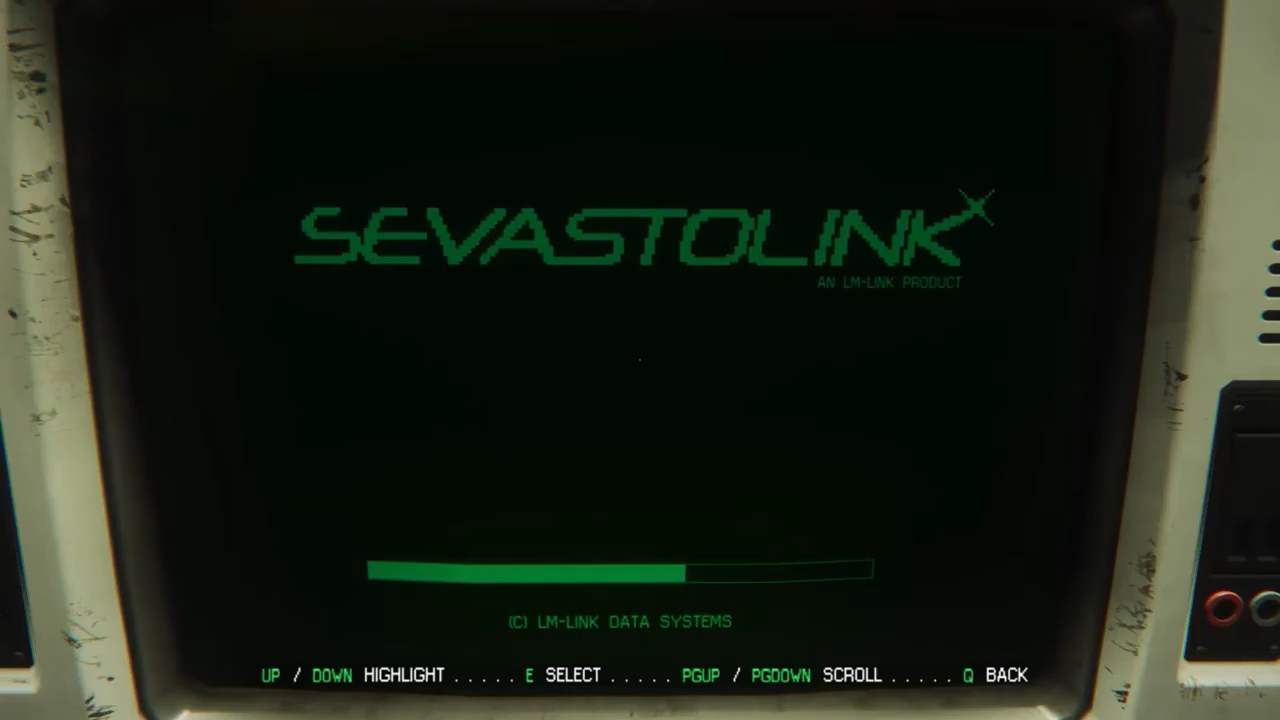 SEVASTOLINK
AN LM-LINK PRODUCT
(C) LM-LINK DATA SYSTEMS
UP / DOWN HIGHLIGHT ..... E SELECT ..... PGUP / PGDOWN SCROLL ..... Q BACK